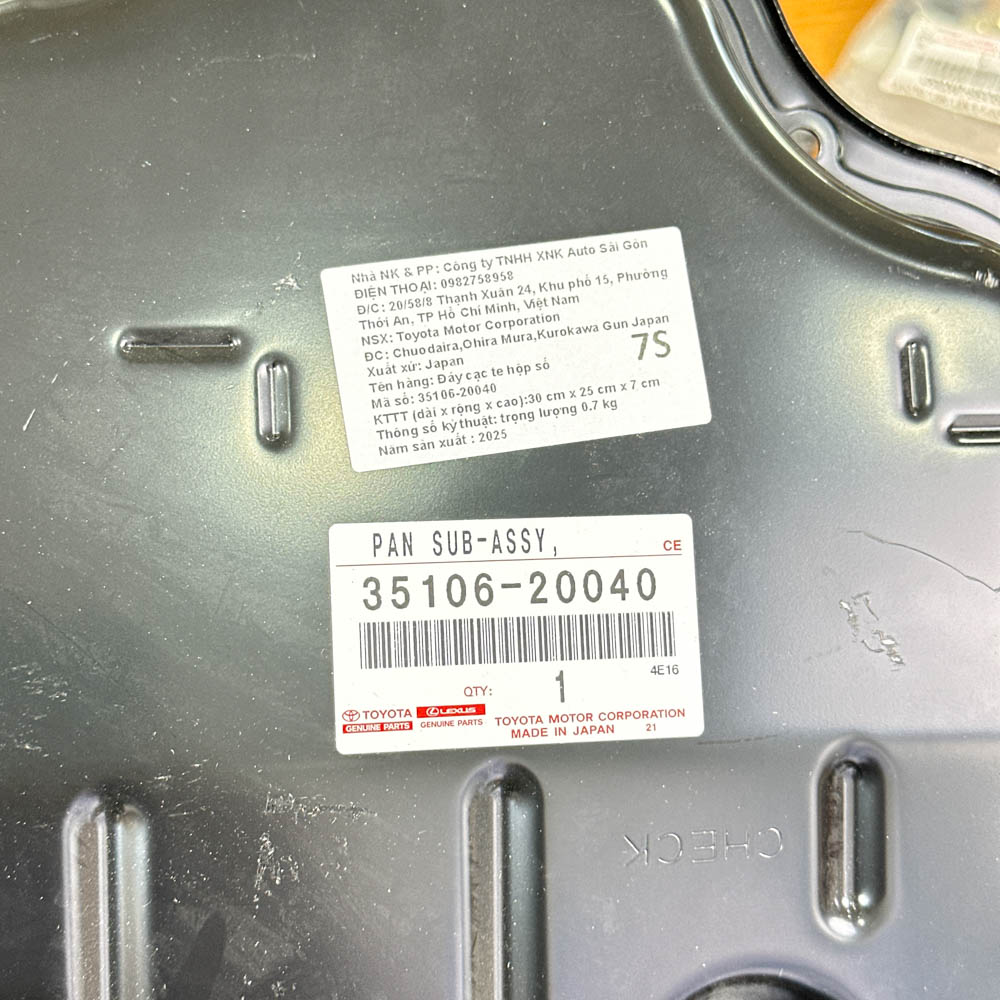 Nhà NK & PP: Công ty TNHH XNK Auto Sài Gòn
ĐIỆN THOẠI: 0982758958
Đ/C: 20/58/8 Thạnh Xuân 24, Khu phố 15, Phường
Thới An, TP Hồ Chí Minh, Việt Nam
NSX: Toyota Motor Corporation
ĐC: Chuodaira,Ohira Mura,Kurokawa Gun Japan
Xuất xứ: Japan
7S
Tên hàng: Đáy cạc te hộp số
Mã số: 35106-20040
KTTT (dài x rộng x cao):30 cm x 25 cm x 7 cm
Thông số kỹ thuật: trọng lượng 0.7 kg
Năm sản xuất : 2025
PAN SUB-ASSY,
CE
35106-20040
4E16
QTY: 1
TOYOTA
GENUINE PARTS
LEXUS
GENUINE PARTS
TOYOTA MOTOR CORPORATION
MADE IN JAPAN 21
CHECK